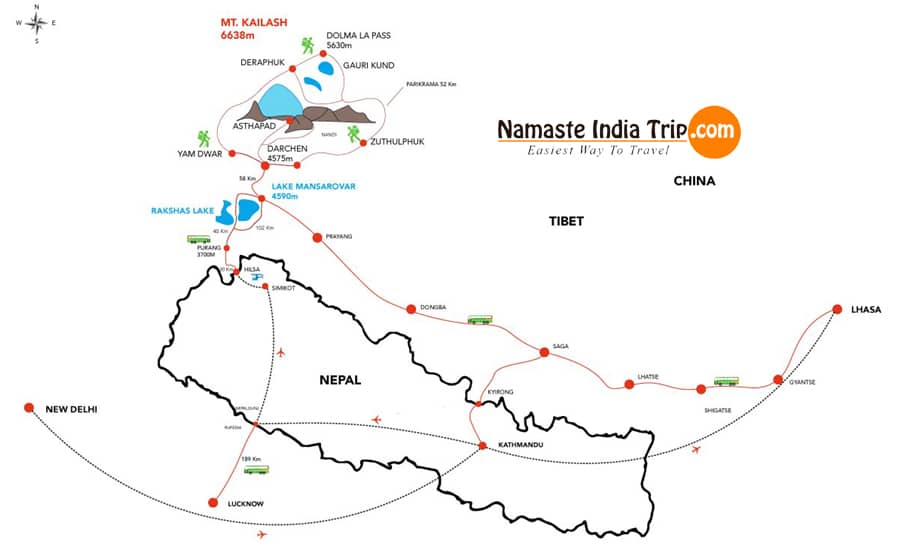 N
W E
S
MT. KAILASH
6638m
DOLMA LA PASS
5630m
DERAPHUK
GAURI KUND
PARIKRAMA 52 Km
ASTHAPAD
NANDI
ZUTHULPHUK
YAM DWAR
DARCHEN
4575m
Namaste India Trip.com
Easiest Way To Travel
58 Km
CHINA
LAKE MANSAROVAR
4590m
RAKSHAS LAKE
TIBET
40 Km
102 Km
PRAYANG
PURANG
3700M
HILSA
SIMIKOT
DONGBA
LHASA
SAGA
NEPAL
LHATSE
GYANTSE
KYIRONG
SHIGATSE
NEW DELHI
KATHMANDU
189 Km
LUCKNOW